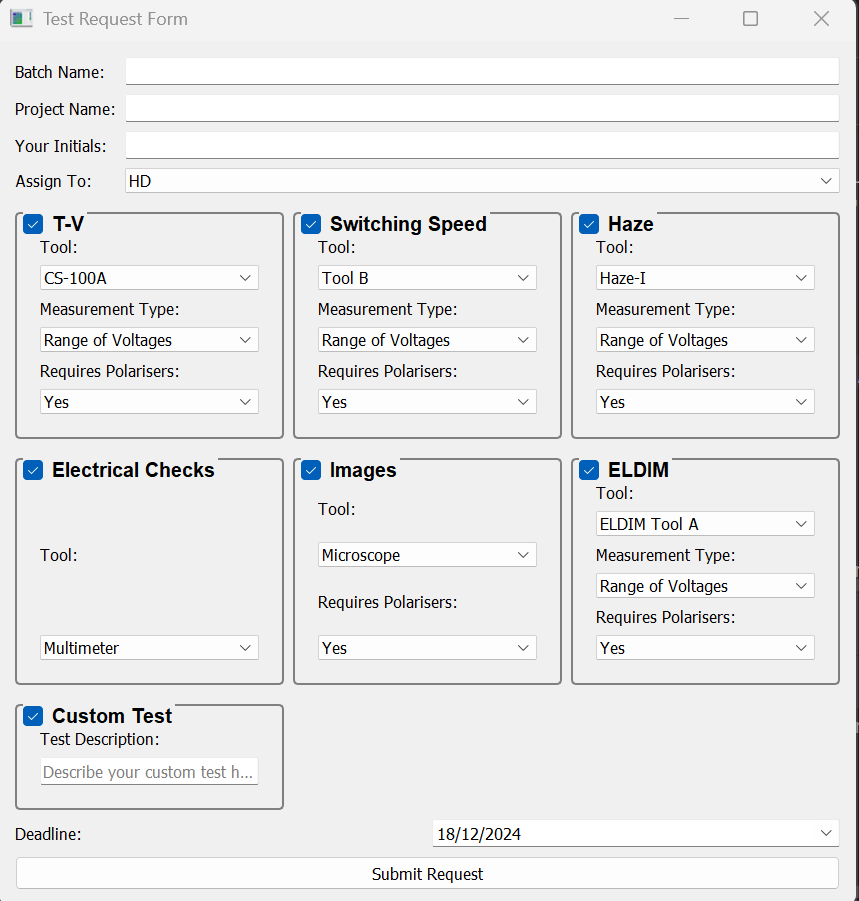 Test Request Form
Batch Name:
Project Name:
Your Initials:
Assign To: HD
T-V
Tool:
CS-100A
Measurement Type:
Range of Voltages
Requires Polarisers:
Yes
Switching Speed
Tool:
Tool B
Measurement Type:
Range of Voltages
Requires Polarisers:
Yes
Haze
Tool:
Haze-I
Measurement Type:
Range of Voltages
Requires Polarisers:
Yes
Electrical Checks
Tool:
Multimeter
Images
Tool:
Microscope
Requires Polarisers:
Yes
ELDIM
Tool:
ELDIM Tool A
Measurement Type:
Range of Voltages
Requires Polarisers:
Yes
Custom Test
Test Description:
Describe your custom test h...
Deadline: 18/12/2024
Submit Request